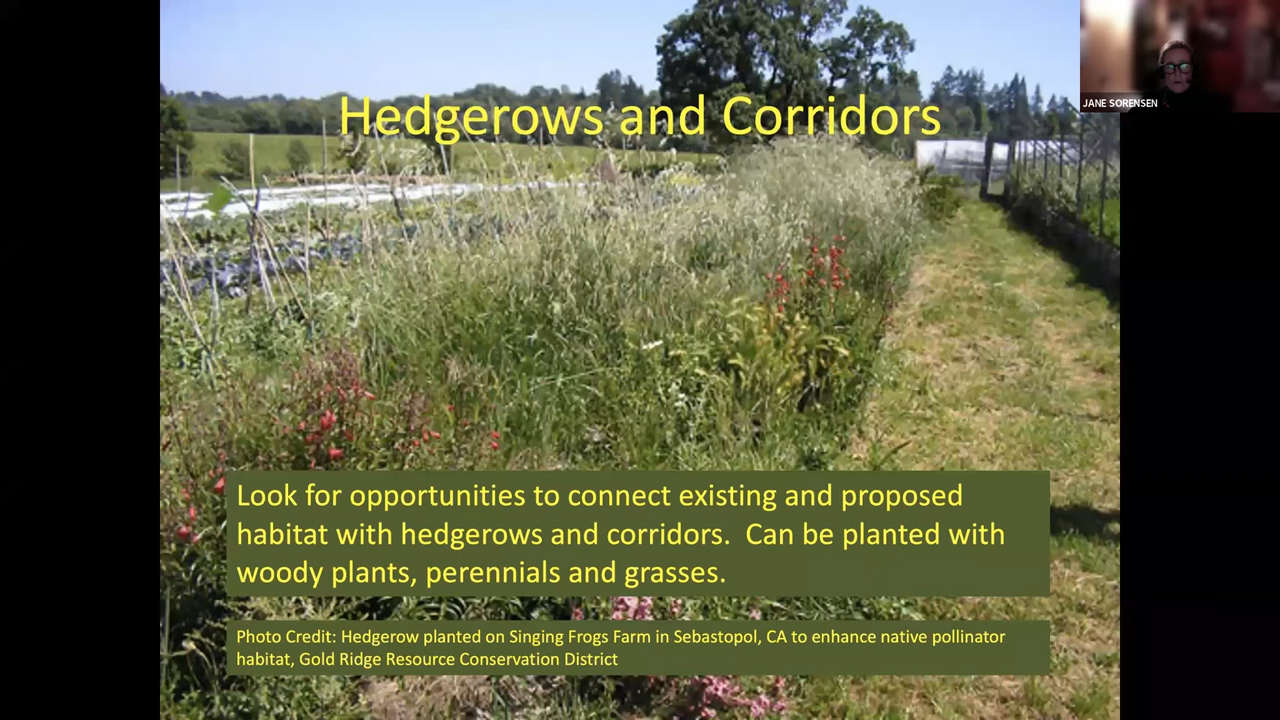 JANE SORENSEN
Hedgerows and Corridors
Look for opportunities to connect existing and proposed
habitat with hedgerows and corridors.  Can be planted with
woody plants, perennials and grasses.
Photo Credit: Hedgerow planted on Singing Frogs Farm in Sebastopol, CA to enhance native pollinator
habitat, Gold Ridge Resource Conservation District